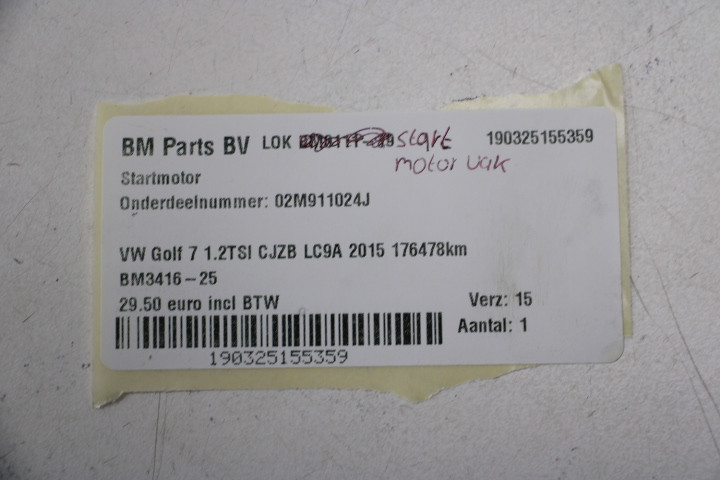 BM Parts BV LOK start 190325155359
motor vak
Startmotor
Onderdeelnummer: 02M911024J
VW Golf 7 1.2TSI CJZB LC9A 2015 176478km
BM3416-25
29.50 euro incl BTW Verz: 15
Aantal: 1
190325155359